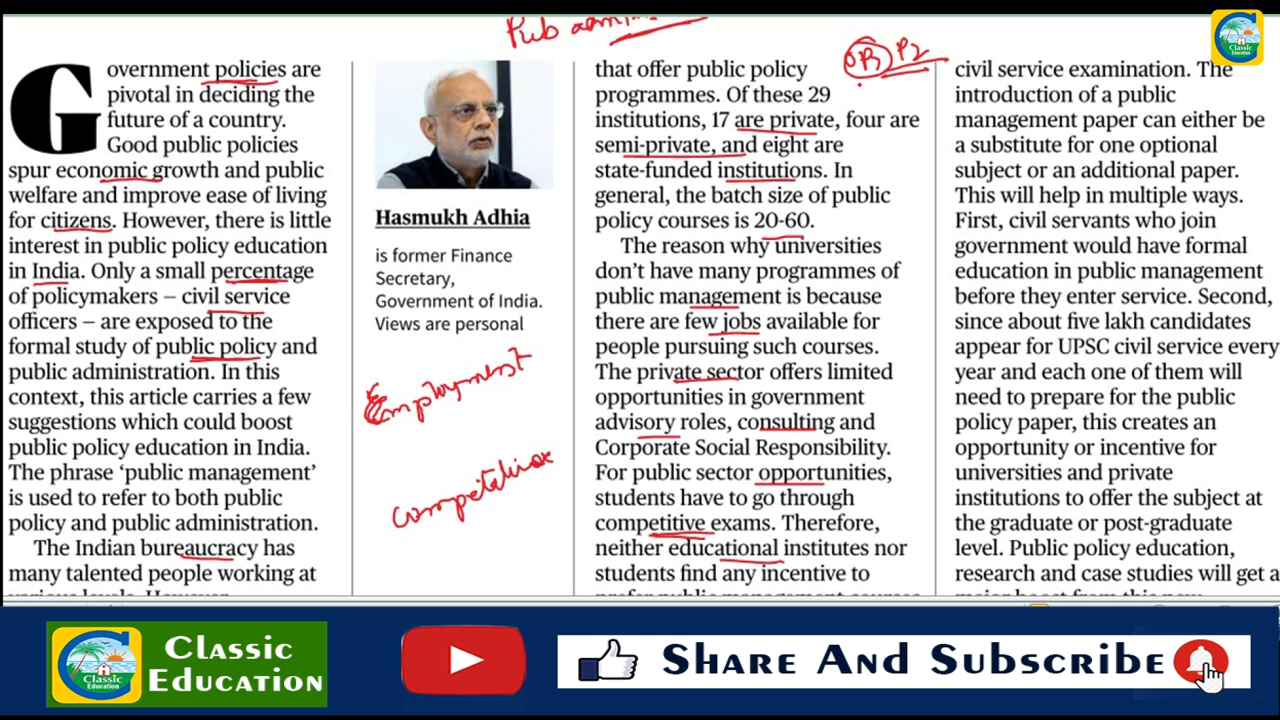 Pub
OR P2
Classic
Education
Government policies are
pivotal in deciding the
future of a country.
Good public policies
spur economic growth and public
welfare and improve ease of living
for citizens. However, there is little
interest in public policy education
in India. Only a small percentage
of policymakers – civil service
officers – are exposed to the
formal study of public policy and
public administration. In this
context, this article carries a few
suggestions which could boost
public policy education in India.
The phrase ‘public management’
is used to refer to both public
policy and public administration.
The Indian bureaucracy has
many talented people working at
Hasmukh Adhia
is former Finance
Secretary,
Government of India.
Views are personal
Employment
that offer public policy
programmes. Of these 29
institutions, 17 are private, four are
semi-private, and eight are
state-funded institutions. In
general, the batch size of public
policy courses is 20-60.
The reason why universities
don’t have many programmes of
public management is because
there are few jobs available for
people pursuing such courses.
The private sector offers limited
opportunities in government
advisory roles, consulting and
Corporate Social Responsibility.
For public sector opportunities,
students have to go through
competitive exams. Therefore,
neither educational institutes nor
students find any incentive to
civil service examination. The
introduction of a public
management paper can either be
a substitute for one optional
subject or an additional paper.
This will help in multiple ways.
First, civil servants who join
government would have formal
education in public management
before they enter service. Second,
since about five lakh candidates
appear for UPSC civil service every
year and each one of them will
need to prepare for the public
policy paper, this creates an
opportunity or incentive for
universities and private
institutions to offer the subject at
the graduate or post-graduate
level. Public policy education,
research and case studies will get a
Classic
Education
Classic
Education
Share And Subscribe